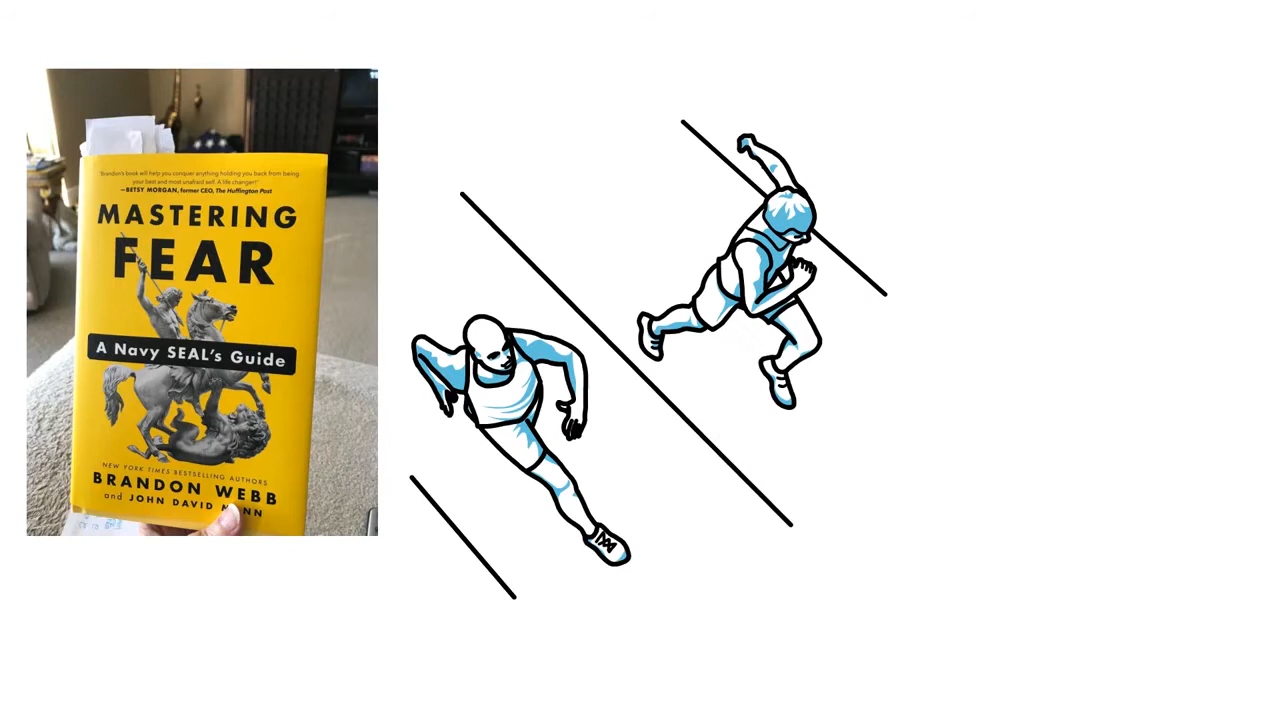 "Brandon's book will help you conquer anything holding you back from being
your best and most unafraid self. A life changer!"
—BETSY MORGAN, former CEO, The Huffington Post
MASTERING
FEAR
A Navy SEAL's Guide
NEW YORK TIMES BESTSELLING AUTHORS
BRANDON WEBB
and JOHN DAVID